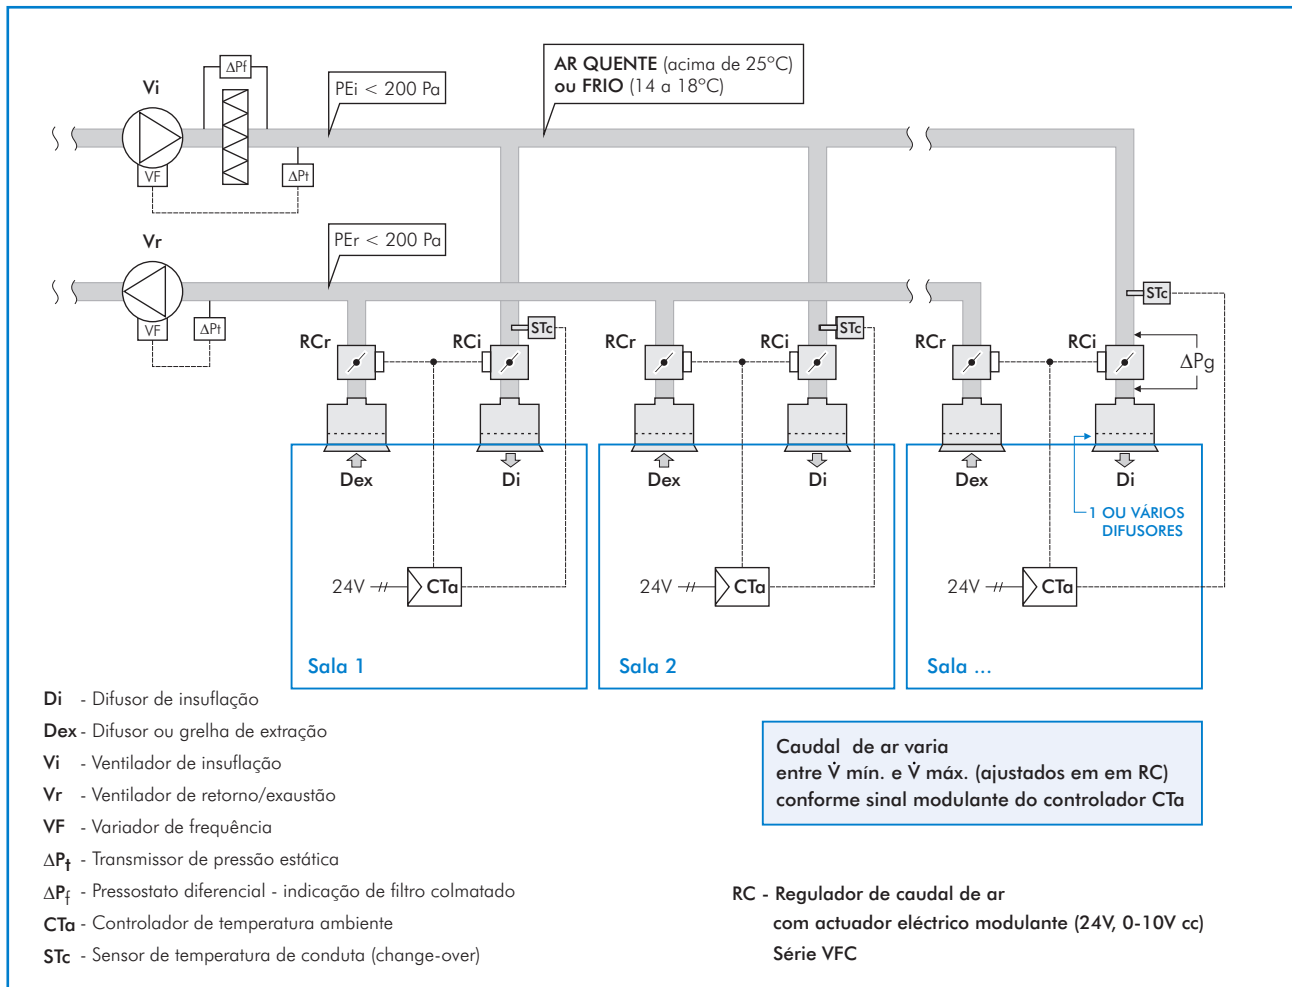 Vi
ΔPf
PEi < 200 Pa
AR QUENTE (acima de 25ºC)
ou FRIO (14 a 18ºC)
VF
ΔPt
Vr
PEr < 200 Pa
VF
ΔPt
STc
STc
STc
RCr
RCi
RCr
RCi
RCr
RCi
ΔPg
Dex
Di
Dex
Di
Dex
Di
1 OU VÁRIOS
DIFUSORES
24V
CTa
24V
CTa
24V
CTa
Sala 1
Sala 2
Sala ...
Di - Difusor de insuflação
Dex - Difusor ou grelha de extração
Vi - Ventilador de insuflação
Vr - Ventilador de retorno/exaustão
VF - Variador de frequência
ΔPt - Transmissor de pressão estática
ΔPf - Pressostato diferencial - indicação de filtro colmatado
CTa - Controlador de temperatura ambiente
STc - Sensor de temperatura de conduta (change-over)
Caudal de ar varia
entre V̇ mín. e V̇ máx. (ajustados em em RC)
conforme sinal modulante do controlador CTa
RC - Regulador de caudal de ar
com actuador eléctrico modulante (24V, 0-10V cc)
Série VFC